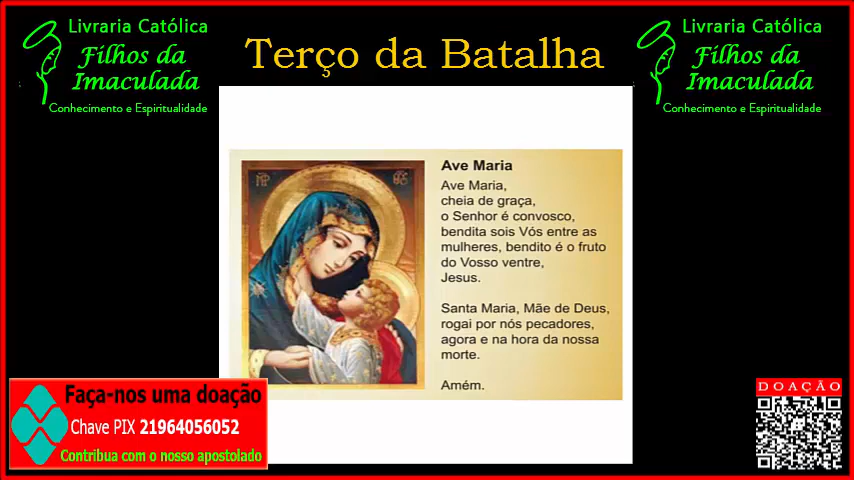 Livraria Católica
Filhos da
Imaculada
Conhecimento e Espiritualidade
Terço da Batalha
Livraria Católica
Filhos da
Imaculada
Conhecimento e Espiritualidade
Ave Maria
Ave Maria,
cheia de graça,
o Senhor é convosco,
bendita sois Vós entre as
mulheres, bendito é o fruto
do Vosso ventre,
Jesus.
Santa Maria, Mãe de Deus,
rogai por nós pecadores,
agora e na hora da nossa
morte.
Amém.
Faça-nos uma doação
Chave PIX 21964056052
Contribua com o nosso apostolado
DOAÇÃO